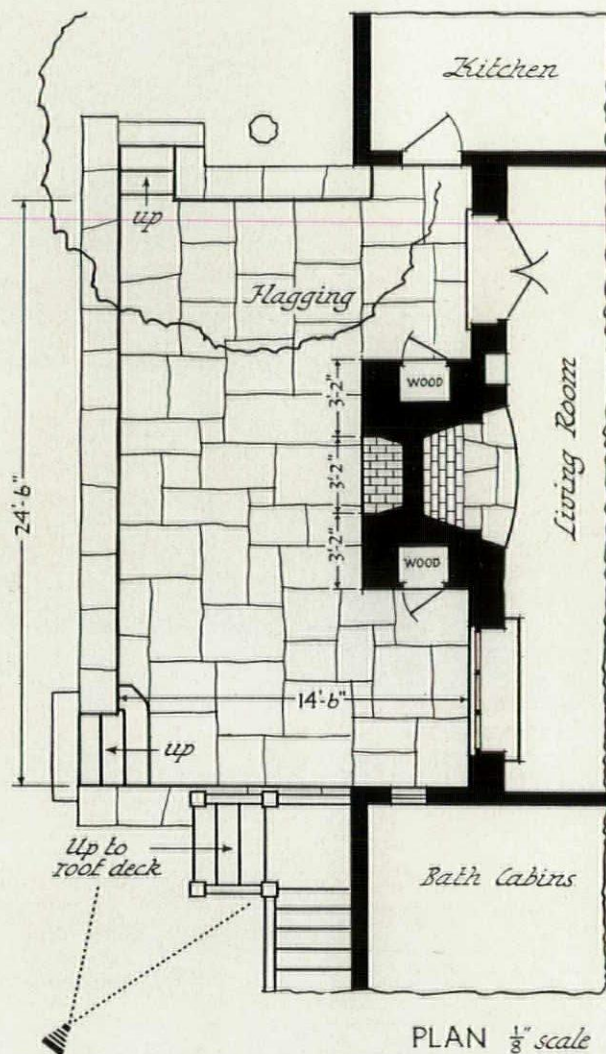 Kitchen
up
Flagging
WOOD
3'-2"
3'-2"
3'-2"
Living Room
24'-6"
WOOD
14'-6"
up
Up to
roof deck
Bath Cabins
PLAN 1/8" scale